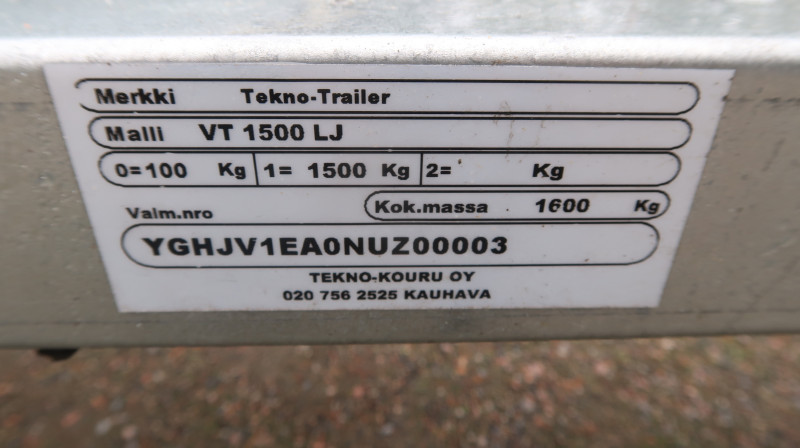 Merkki Tekno-Trailer
Malli VT 1500 LJ
0=100 Kg 1= 1500 Kg 2= Kg
Valm.nro Kok.massa 1600 Kg
YGHJV1EA0NUZ00003
TEKNO-KOURU OY
020 756 2525 KAUHAVA